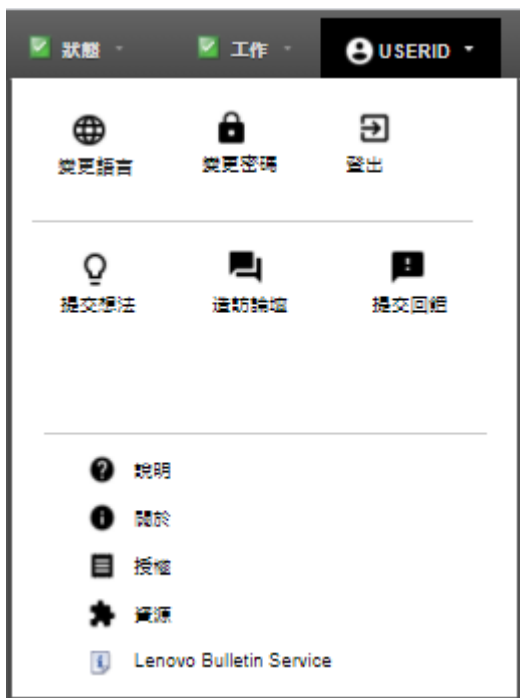 狀態 工作 USERID
變更語言 變更密碼 登出
提交想法 造訪論壇 提交回饋
說明
關於
授權
資源
Lenovo Bulletin Service